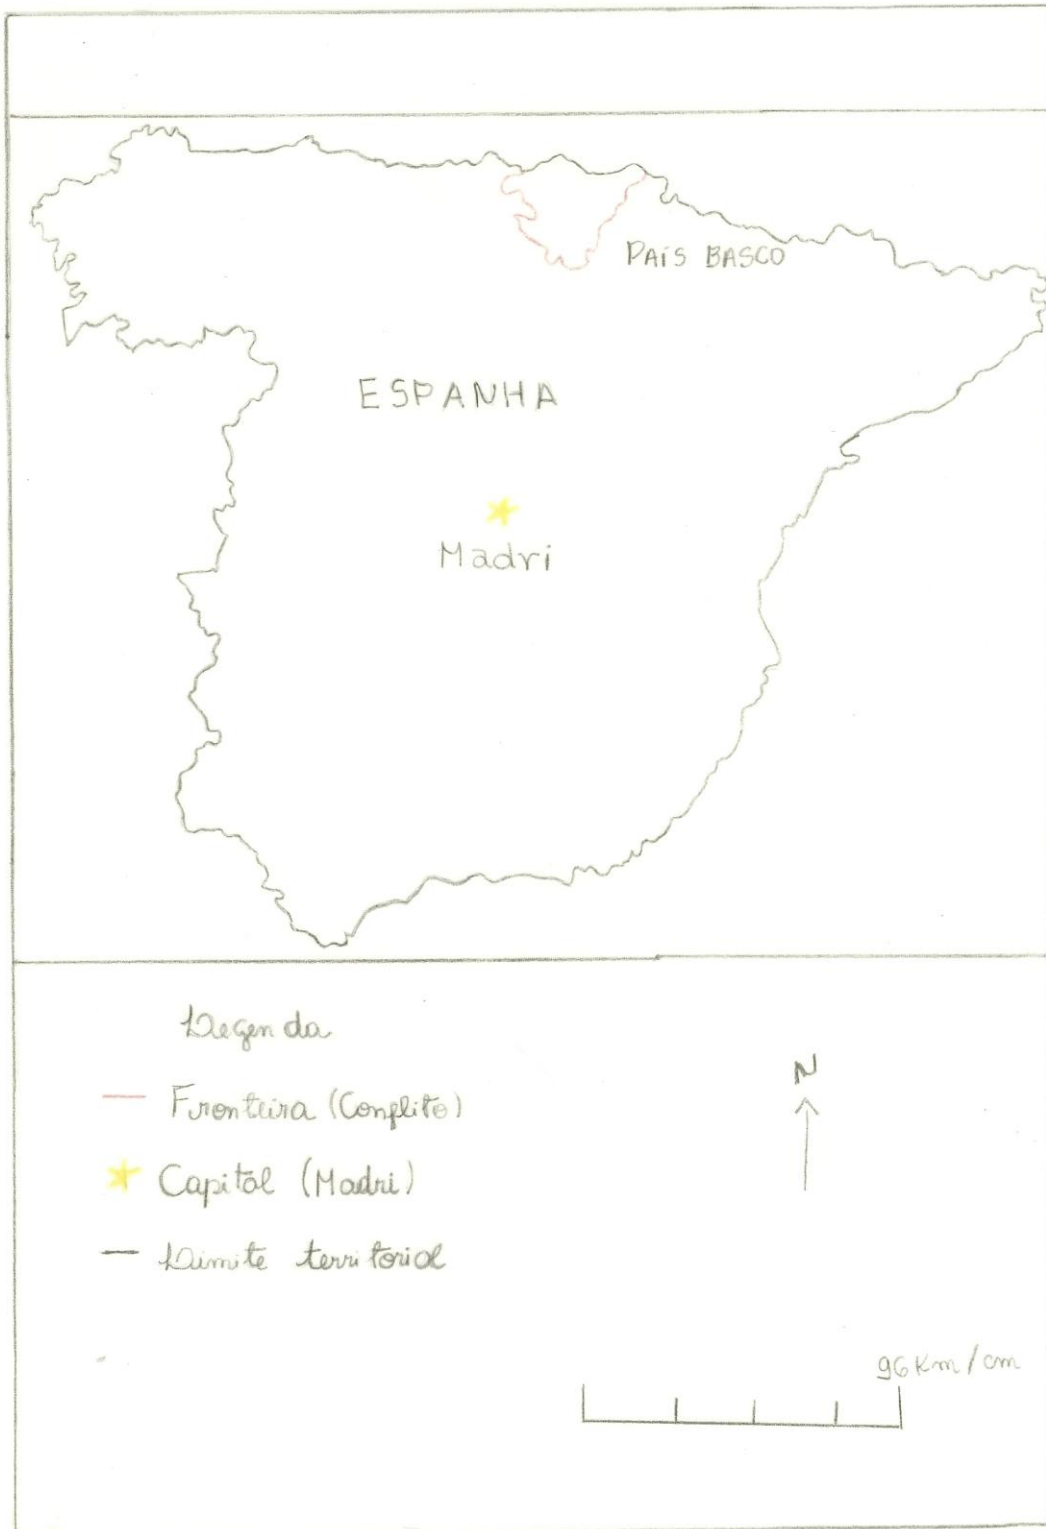 PAÍS BASCO
ESPANHA
Madri
Legenda
Fronteira (Conflito)
N
Capital (Madri)
Limite territorial
96 Km/cm